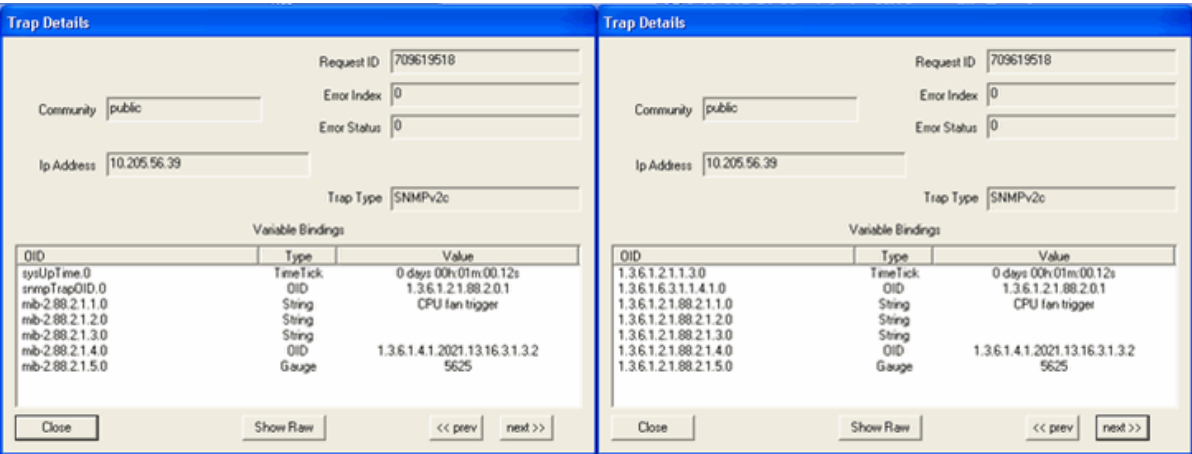 Trap Details
Request ID 709619518
Error Index 0
Community public
Error Status 0
Ip Address 10.205.56.39
Trap Type SNMPv2c
Variable Bindings
OID Type Value
sysUpTime.0 TimeTick 0 days 00h:01m:00.12s
snmpTrapOID.0 OID 1.3.6.1.2.1.88.2.0.1
mib-2.88.2.1.1.0 String CPU fan trigger
mib-2.88.2.1.2.0 String
mib-2.88.2.1.3.0 String
mib-2.88.2.1.4.0 OID 1.3.6.1.4.1.2021.13.16.3.1.3.2
mib-2.88.2.1.5.0 Gauge 5625
Close Show Raw << prev next >>
Trap Details
Request ID 709619518
Error Index 0
Community public
Error Status 0
Ip Address 10.205.56.39
Trap Type SNMPv2c
Variable Bindings
OID Type Value
1.3.6.1.2.1.1.3.0 TimeTick 0 days 00h:01m:00.12s
1.3.6.1.6.3.1.1.4.1.0 OID 1.3.6.1.2.1.88.2.0.1
1.3.6.1.2.1.88.2.1.1.0 String CPU fan trigger
1.3.6.1.2.1.88.2.1.2.0 String
1.3.6.1.2.1.88.2.1.3.0 String
1.3.6.1.2.1.88.2.1.4.0 OID 1.3.6.1.4.1.2021.13.16.3.1.3.2
1.3.6.1.2.1.88.2.1.5.0 Gauge 5625
Close Show Raw << prev next >>